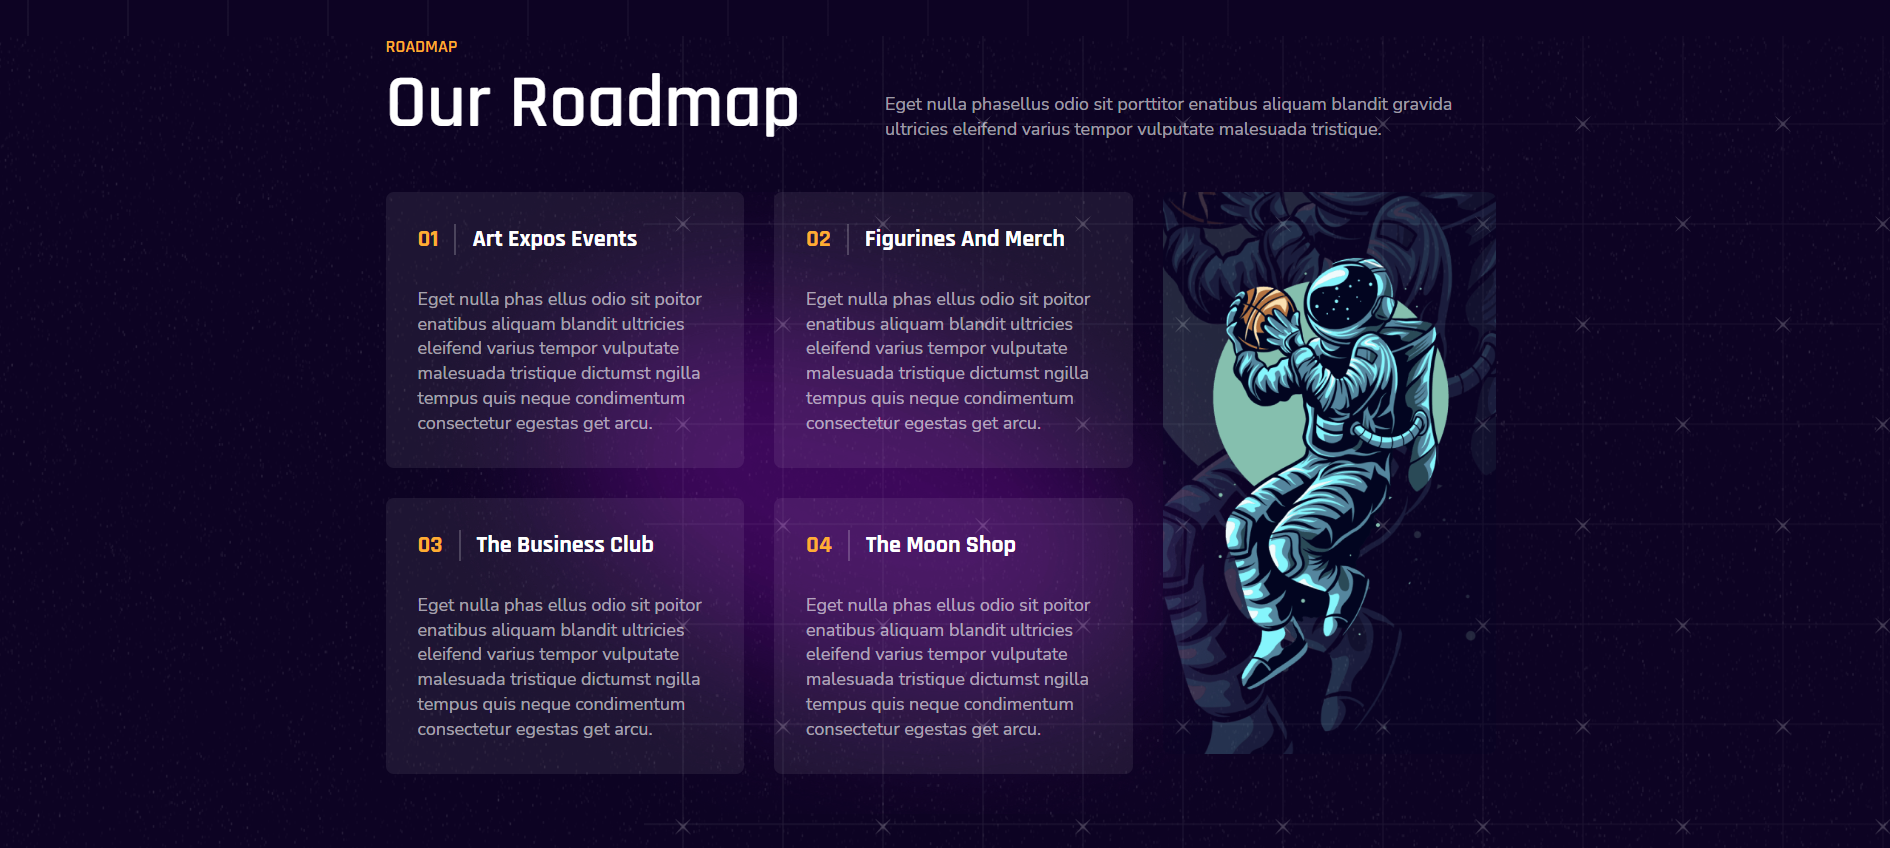 ROADMAP
Our Roadmap
Eget nulla phasellus odio sit porttitor enatibus aliquam blandit gravida
ultricies eleifend varius tempor vulputate malesuada tristique.
01 Art Expos Events
Eget nulla phas ellus odio sit poitor
enatibus aliquam blandit ultricies
eleifend varius tempor vulputate
malesuada tristique dictumst ngilla
tempus quis neque condimentum
consectetur egestas get arcu.
02 Figurines And Merch
Eget nulla phas ellus odio sit poitor
enatibus aliquam blandit ultricies
eleifend varius tempor vulputate
malesuada tristique dictumst ngilla
tempus quis neque condimentum
consectetur egestas get arcu.
03 The Business Club
Eget nulla phas ellus odio sit poitor
enatibus aliquam blandit ultricies
eleifend varius tempor vulputate
malesuada tristique dictumst ngilla
tempus quis neque condimentum
consectetur egestas get arcu.
04 The Moon Shop
Eget nulla phas ellus odio sit poitor
enatibus aliquam blandit ultricies
eleifend varius tempor vulputate
malesuada tristique dictumst ngilla
tempus quis neque condimentum
consectetur egestas get arcu.